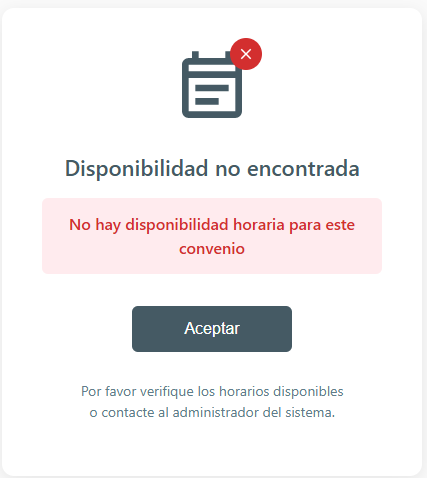 Disponibilidad no encontrada
No hay disponibilidad horaria para este
convenio
Aceptar
Por favor verifique los horarios disponibles
o contacte al administrador del sistema.